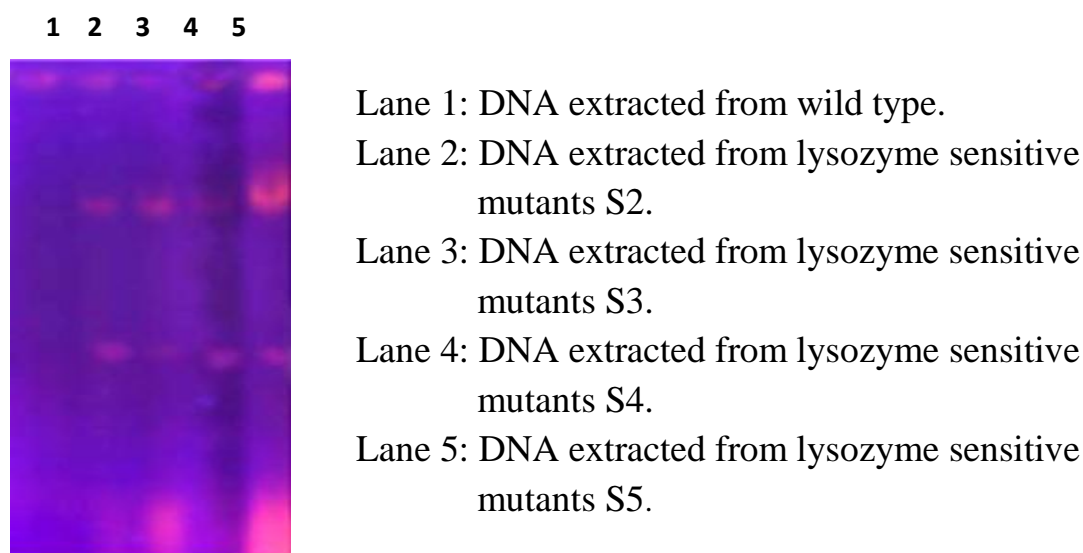 1 2 3 4 5
Lane 1: DNA extracted from wild type.
Lane 2: DNA extracted from lysozyme sensitive
mutants S2.
Lane 3: DNA extracted from lysozyme sensitive
mutants S3.
Lane 4: DNA extracted from lysozyme sensitive
mutants S4.
Lane 5: DNA extracted from lysozyme sensitive
mutants S5.